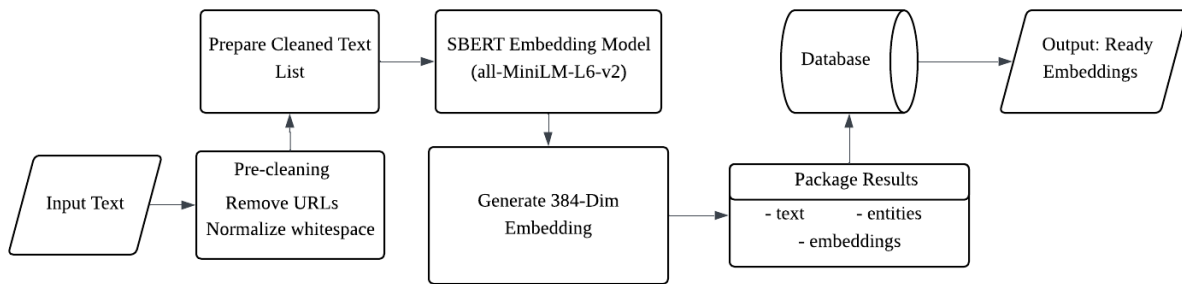 Input Text
Pre-cleaning
Remove URLs
Normalize whitespace
Prepare Cleaned Text
List
SBERT Embedding Model
(all-MiniLM-L6-v2)
Generate 384-Dim
Embedding
Package Results
- text - entities
- embeddings
Database
Output: Ready
Embeddings